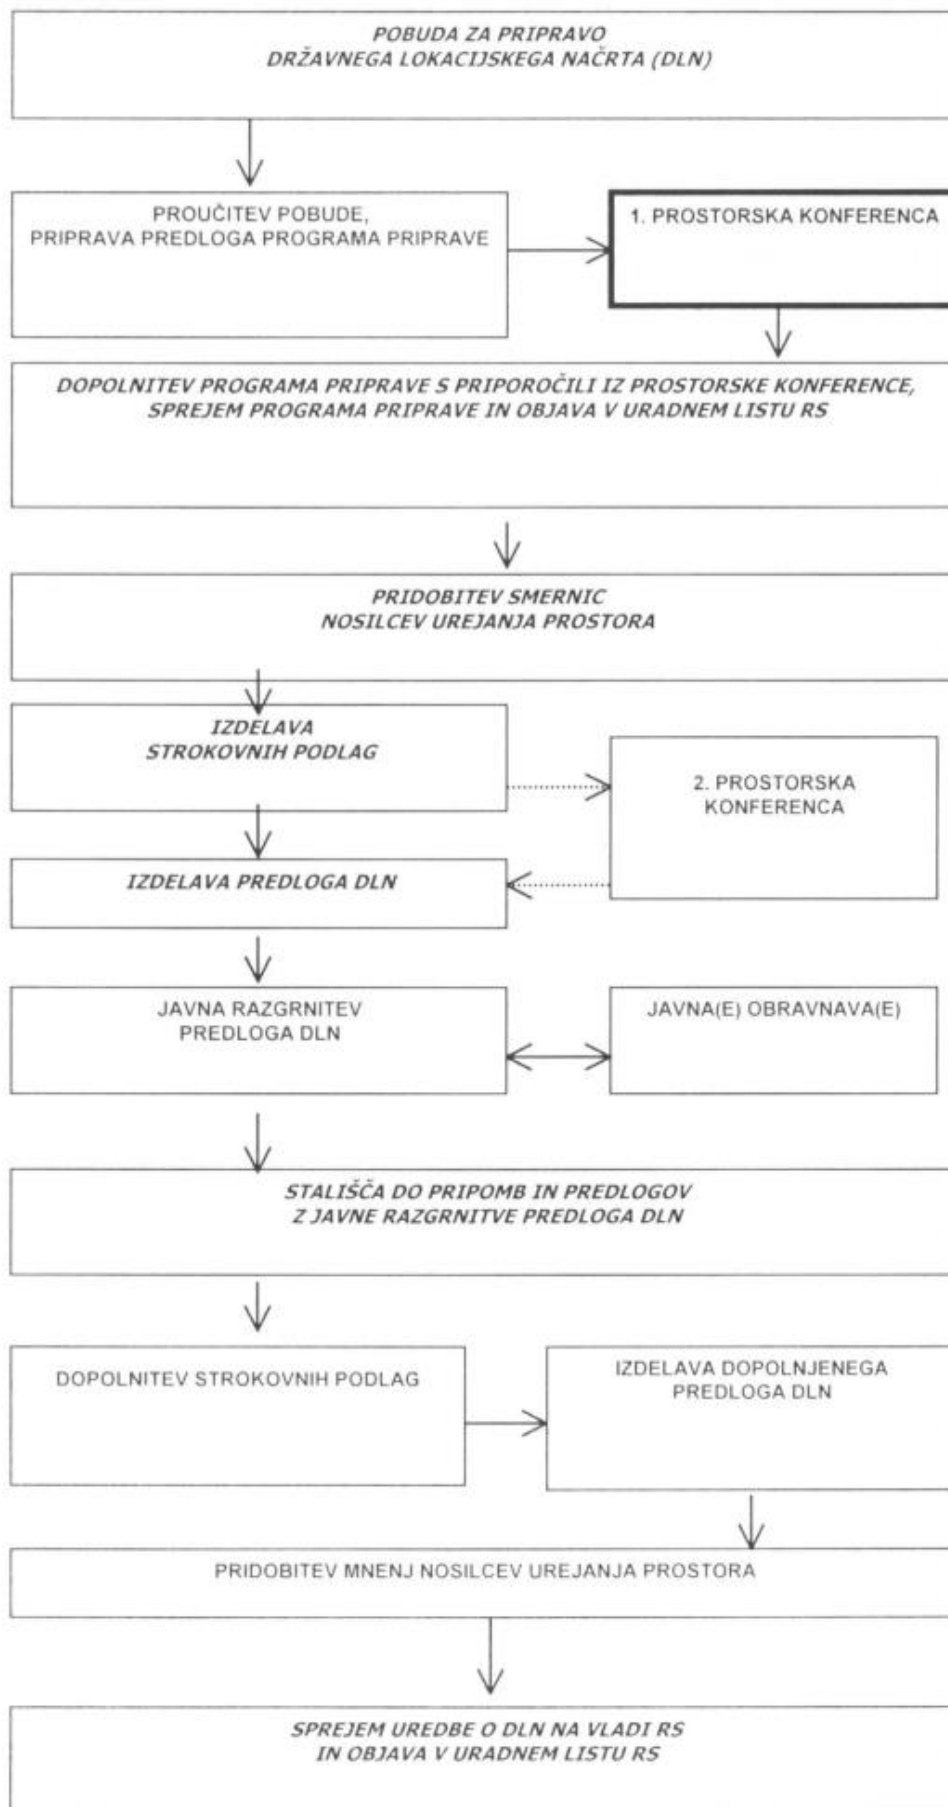 POBUDA ZA PRIPRAVO
DRŽAVNEGA LOKACIJSKEGA NAČRTA (DLN)
PROUČITEV POBUDE,
PRIPRAVA PREDLOGA PROGRAMA PRIPRAVE
1. PROSTORSKA KONFERENCA
DOPOLNITEV PROGRAMA PRIPRAVE S PRIPOROČILI IZ PROSTORSKE KONFERENCE,
SPREJEM PROGRAMA PRIPRAVE IN OBJAVA V URADNEM LISTU RS
PRIDOBITEV SMERNIC
NOSILCEV UREJANJA PROSTORA
IZDELAVA
STROKOVNIH PODLAG
2. PROSTORSKA
KONFERENCA
IZDELAVA PREDLOGA DLN
JAVNA RAZGRNITEV
PREDLOGA DLN
JAVNA(E) OBRAVNAVA(E)
STALIŠČA DO PRIPOMB IN PREDLOGOV
Z JAVNE RAZGRNITVE PREDLOGA DLN
DOPOLNITEV STROKOVNIH PODLAG
IZDELAVA DOPOLNJENEGA
PREDLOGA DLN
PRIDOBITEV MNENJ NOSILCEV UREJANJA PROSTORA
SPREJEM UREDBE O DLN NA VLADI RS
IN OBJAVA V URADNEM LISTU RS